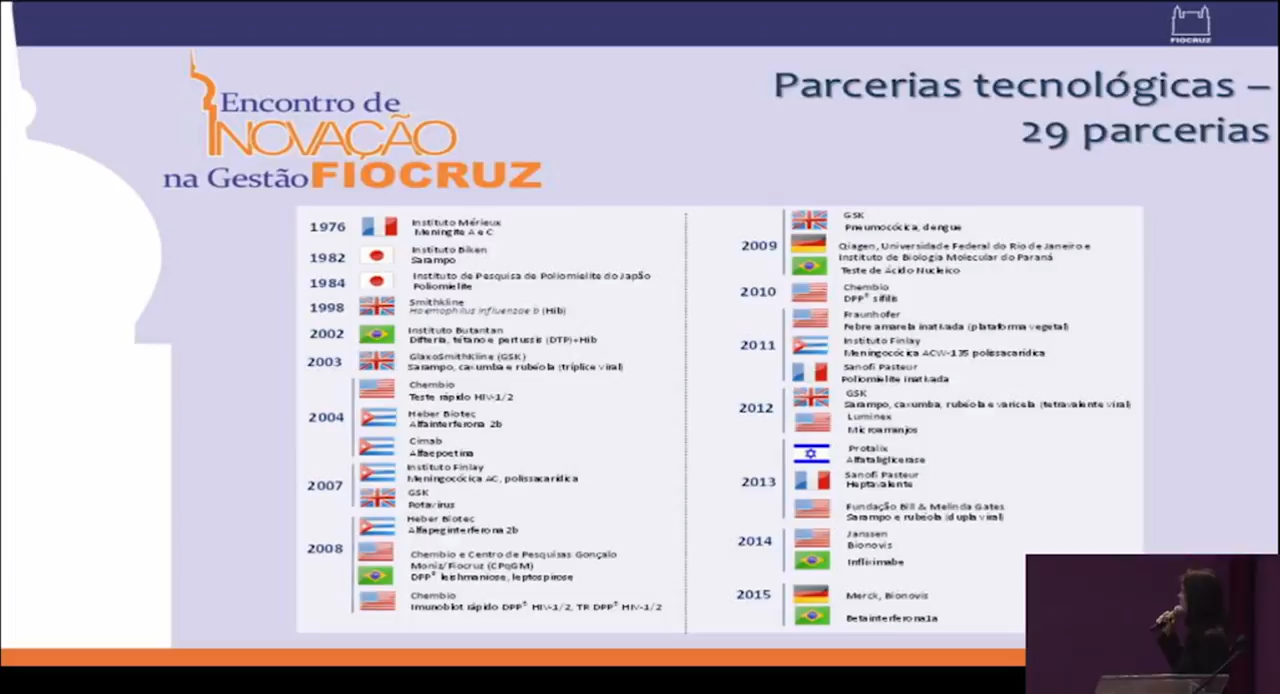 FIOCRUZ
Encontro de
INOVAÇÃO
na Gestão FIOCRUZ
Parcerias tecnológicas –
29 parcerias
1976
Instituto Mérieux
Meningite A e C
1982
Instituto Biken
Sarampo
1984
Instituto de Pesquisa de Poliomielite do Japão
Poliomielite
1998
Smithkline
Haemophilus influenzae b (Hib)
2002
Instituto Butantan
Difteria, tétano e pertussis (DTP)+Hib
2003
GlaxoSmithKline (GSK)
Sarampo, caxumba e rubéola (tríplice viral)
2004
Chembio
Teste rápido HIV-1/2
Heber Biotec
Alfainterferona 2b
Cimab
Alfaepoetina
2007
Instituto Finlay
Meningocócica AC, polissacarídica
GSK
Rotavírus
2008
Heber Biotec
Alfapeginterferona 2b
Chembio e Centro de Pesquisas Gonçalo
Moniz/Fiocruz (CPqGM)
DPP® leishmaniose, leptospirose
Chembio
Imunoblot rápido DPP® HIV-1/2, TR DPP® HIV-1/2
2009
GSK
Pneumocócica, dengue
Qiagen, Universidade Federal do Rio de Janeiro e
Instituto de Biologia Molecular do Paraná
Teste de Ácido Nucleico
2010
Chembio
DPP® sífilis
2011
Fraunhofer
Febre amarela inativada (plataforma vegetal)
Instituto Finlay
Meningocócica ACW-135 polissacarídica
Sanofi Pasteur
Poliomielite inativada
2012
GSK
Sarampo, caxumba, rubéola e varicela (tetravalente viral)
Luminex
Microarranjos
2013
Protalix
Alfataliglicerase
Sanofi Pasteur
Heptavalente
Fundação Bill & Melinda Gates
Sarampo e rubéola (dupla viral)
2014
Janssen
Bionovis
Infliximabe
2015
Merck, Bionovis
Betainterferona1a